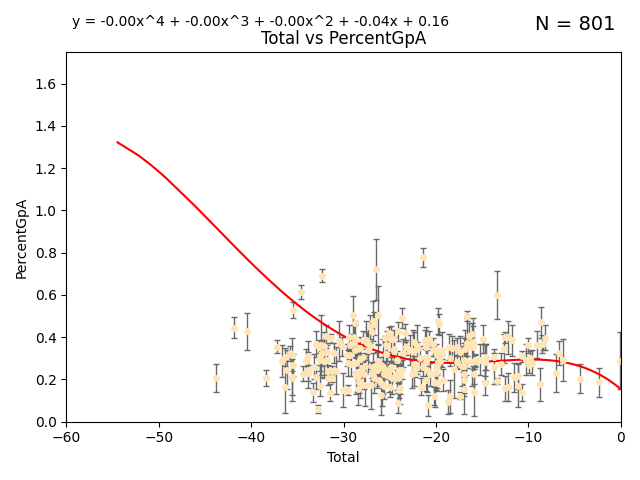 y = -0.00x^4 + -0.00x^3 + -0.00x^2 + -0.04x + 0.16
N = 801
Total vs PercentGpA
1.6
1.4
1.2
1.0
0.8
0.6
0.4
0.2
0.0
PercentGpA
−60 −50 −40 −30 −20 −10 0
Total